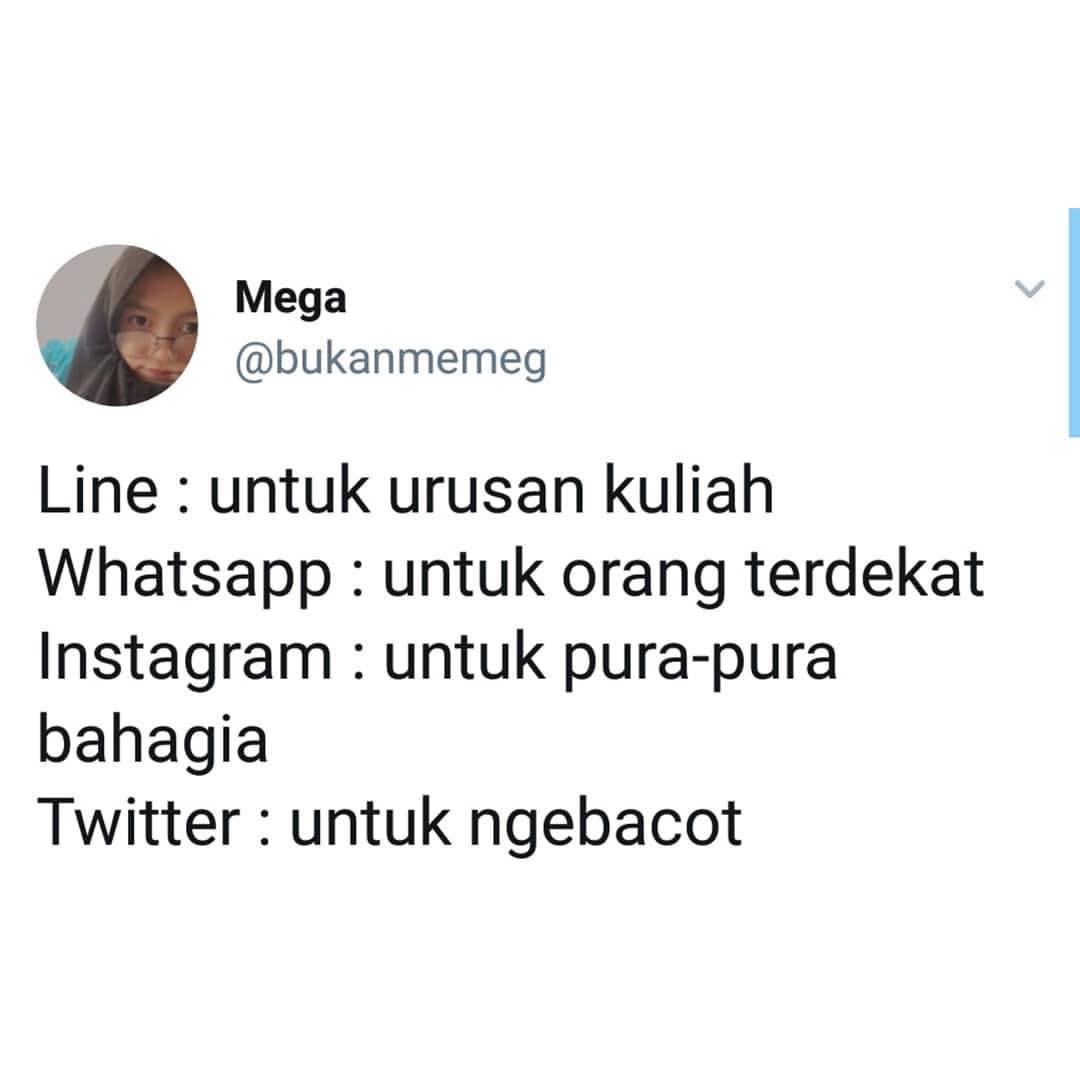 Mega
@bukanmemeg
Line : untuk urusan kuliah
Whatsapp : untuk orang terdekat
Instagram : untuk pura-pura
bahagia
Twitter : untuk ngebacot